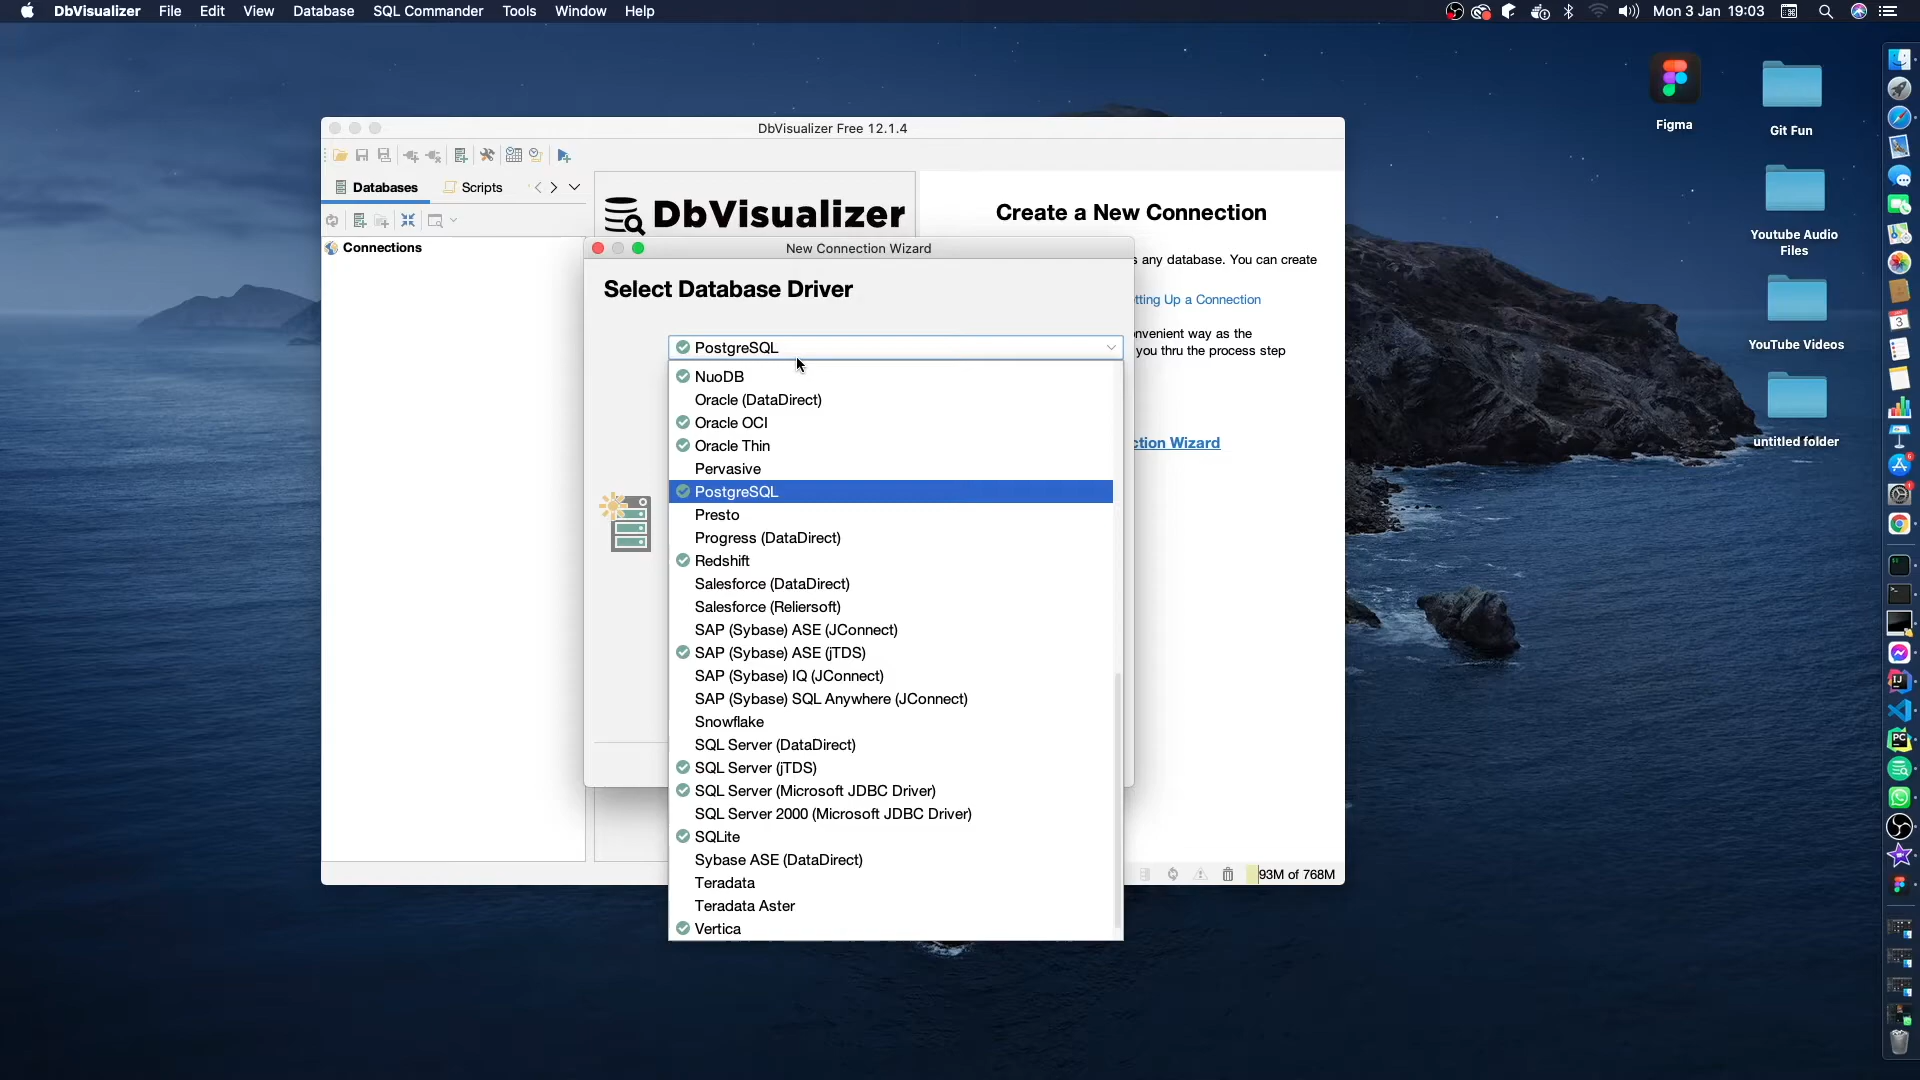 DbVisualizer File Edit View Database SQL Commander Tools Window Help
Mon 3 Jan 19:03
Figma
Git Fun
Youtube Audio
Files
YouTube Videos
untitled folder
DbVisualizer Free 12.1.4
Databases Scripts
Connections
DbVisualizer
Create a New Connection
s any database. You can create
tting Up a Connection
nvenient way as the
you thru the process step
ction Wizard
New Connection Wizard
Select Database Driver
PostgreSQL
NuoDB
Oracle (DataDirect)
Oracle OCI
Oracle Thin
Pervasive
PostgreSQL
Presto
Progress (DataDirect)
Redshift
Salesforce (DataDirect)
Salesforce (Reliersoft)
SAP (Sybase) ASE (JConnect)
SAP (Sybase) ASE (jTDS)
SAP (Sybase) IQ (JConnect)
SAP (Sybase) SQL Anywhere (JConnect)
Snowflake
SQL Server (DataDirect)
SQL Server (jTDS)
SQL Server (Microsoft JDBC Driver)
SQL Server 2000 (Microsoft JDBC Driver)
SQLite
Sybase ASE (DataDirect)
Teradata
Teradata Aster
Vertica
93M of 768M